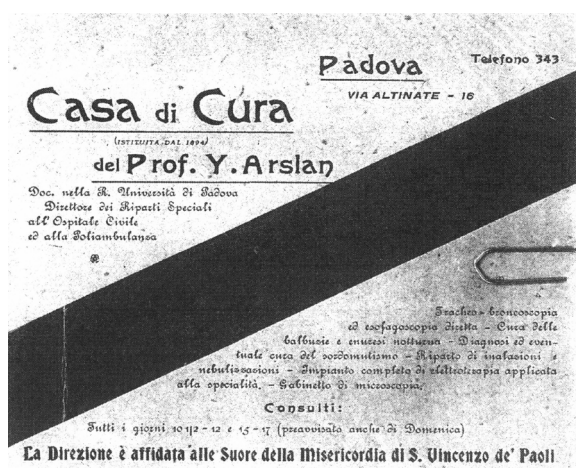 Padova
Telefono 343
VIA ALTINATE - 16
Casa di Cura
(ISTITUITA DAL 1894)
del Prof. Y. Arslan
Doc. nella R. Università di Padova
Direttore dei Riparti Speciali
all'Ospitale Civile
ed alla Poliambulanza
Tracheo-broncoscopia
ed esofagoscopia diretta - Cura delle
balbuzie e enuresi notturna - Diagnosi ed even-
tuale cura del sordomutismo - Riparto di inalazioni e
nebulizzazioni - Impianto completo di elettroterapia applicata
alla specialità. - Gabinetto di microscopia.
Consulti:
Tutti i giorni 10 1/2 - 12 e 15 - 17 (preavvisato anche di Domenica)
La Direzione è affidata alle Suore della Misericordia di S. Vincenzo de' Paoli